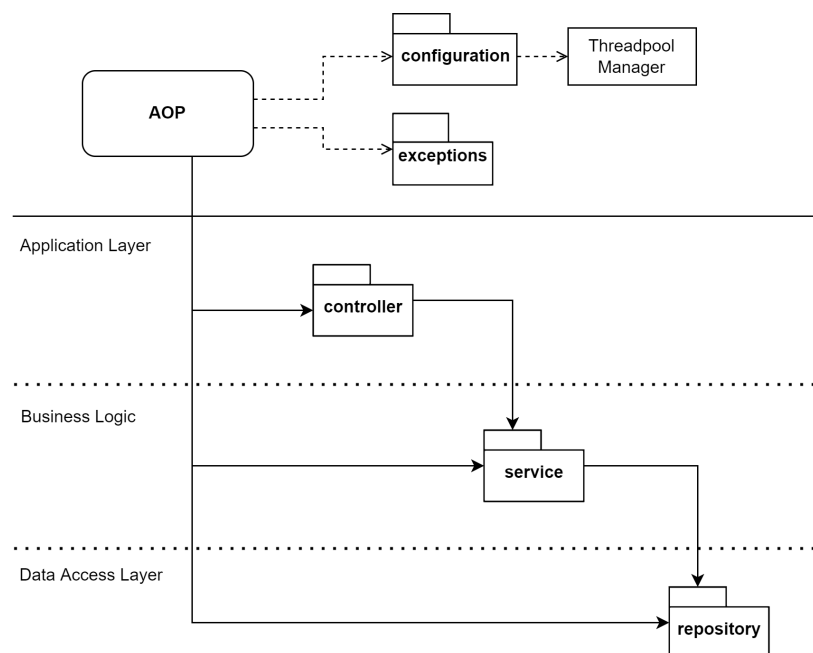 configuration
Threadpool
Manager
AOP
exceptions
Application Layer
controller
Business Logic
service
Data Access Layer
repository